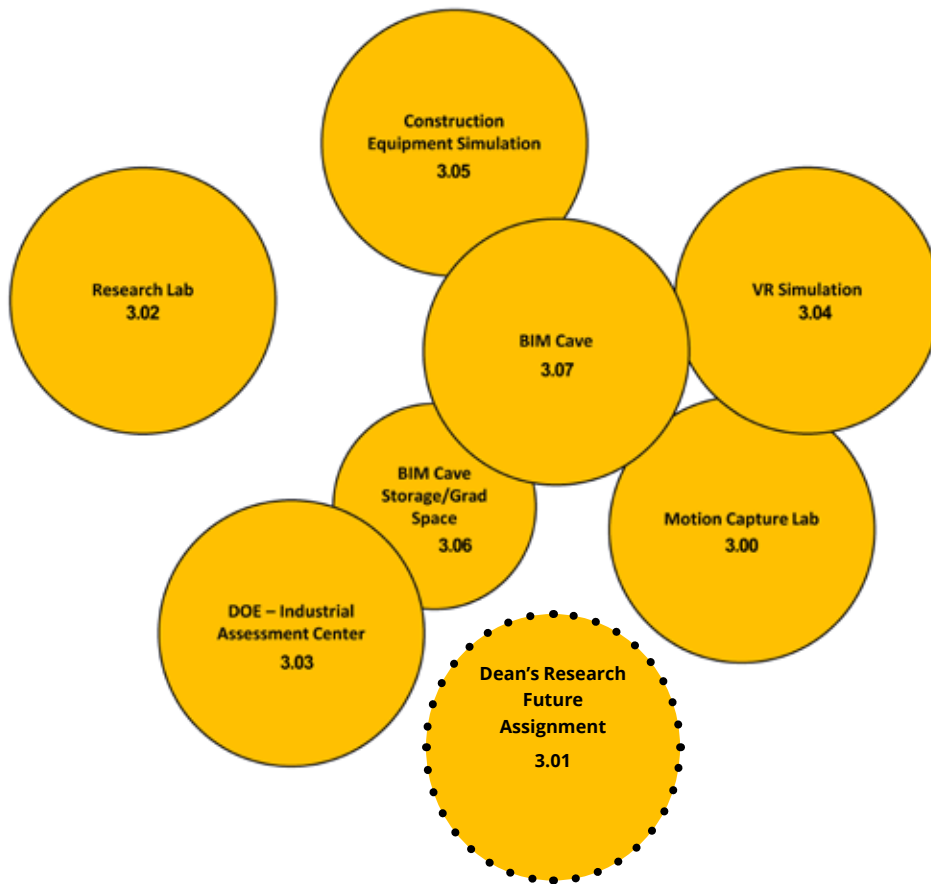 Construction
Equipment Simulation
3.05
Research Lab
3.02
VR Simulation
3.04
BIM Cave
3.07
BIM Cave
Storage/Grad
Space
3.06
Motion Capture Lab
3.00
DOE – Industrial
Assessment Center
3.03
Dean’s Research
Future
Assignment
3.01